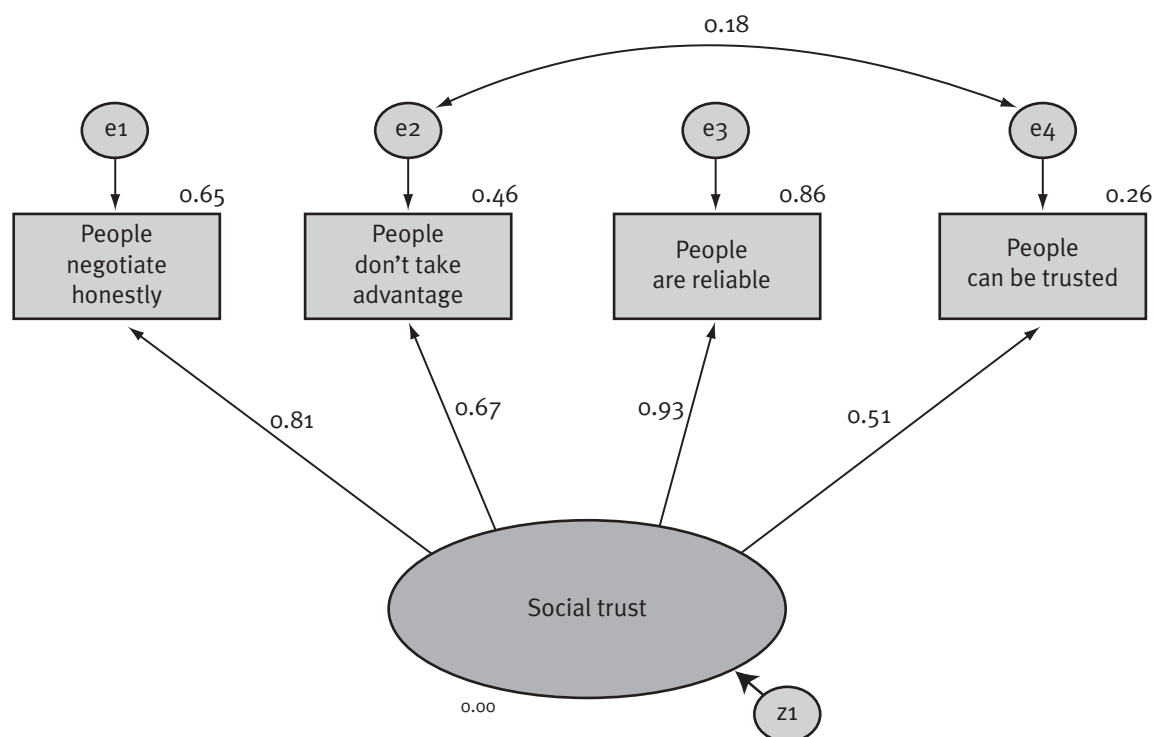 0.18
e1
e2
e3
e4
0.65
0.46
0.86
0.26
People
negotiate
honestly
People
don't take
advantage
People
are reliable
People
can be trusted
0.81
0.67
0.93
0.51
Social trust
0.00
z1